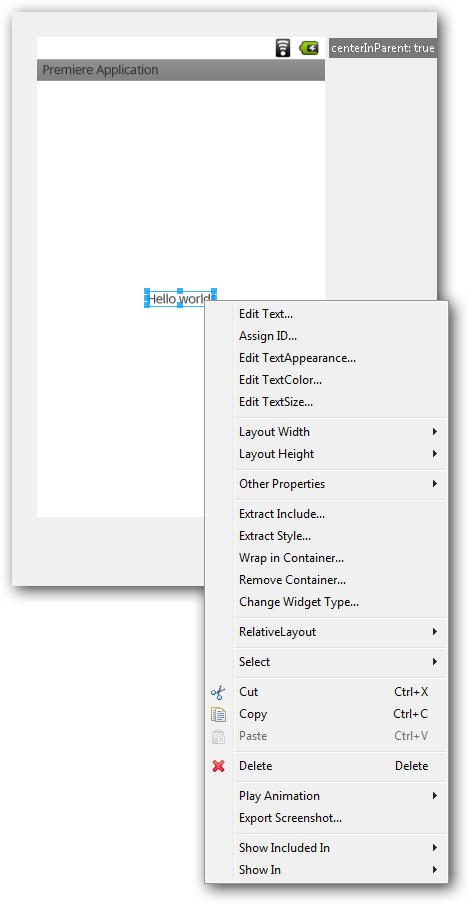 centerInParent: true
Premiere Application
Hello world
Edit Text...
Assign ID...
Edit TextAppearance...
Edit TextColor...
Edit TextSize...
Layout Width
Layout Height
Other Properties
Extract Include...
Extract Style...
Wrap in Container...
Remove Container...
Change Widget Type...
RelativeLayout
Select
Cut Ctrl+X
Copy Ctrl+C
Paste Ctrl+V
Delete Delete
Play Animation
Export Screenshot...
Show Included In
Show In